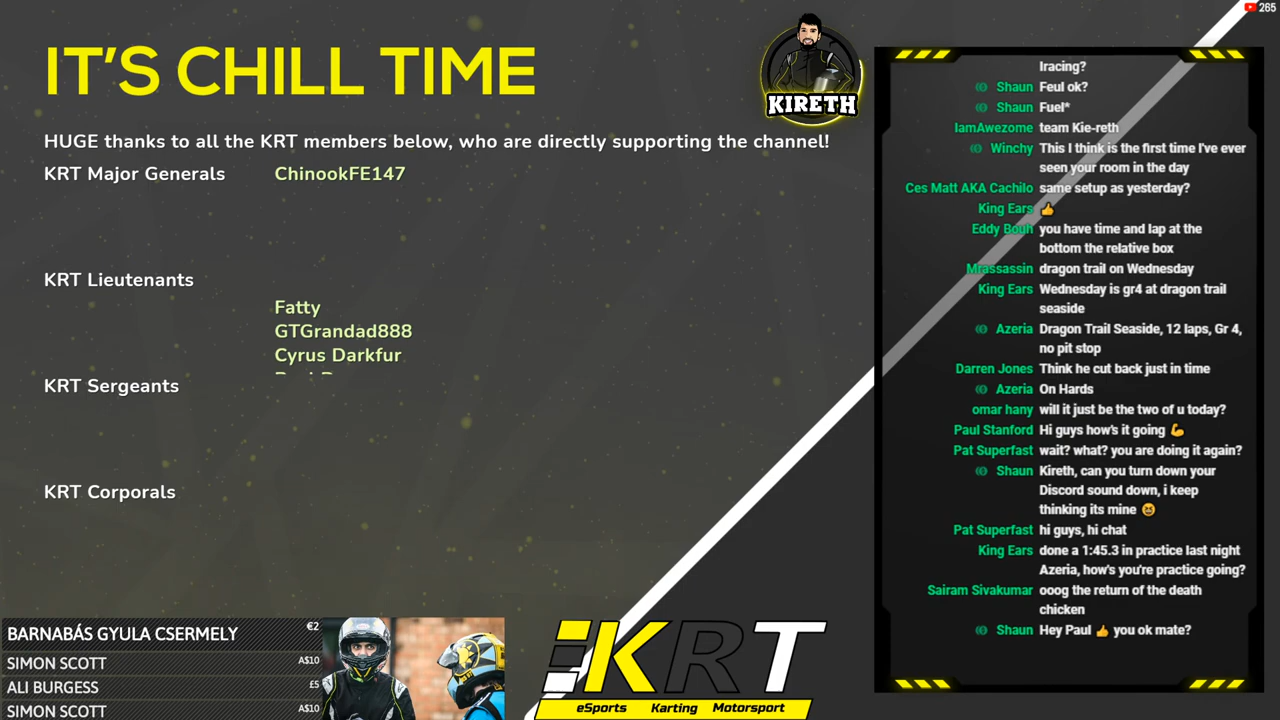 265
IT'S CHILL TIME
KIRETH
HUGE thanks to all the KRT members below, who are directly supporting the channel!
KRT Major Generals ChinookFE147
KRT Lieutenants
Fatty
GTGrandad888
Cyrus Darkfur
KRT Sergeants
KRT Corporals
BARNABÁS GYULA CSERMELY €2
SIMON SCOTT A$10
ALI BURGESS £5
SIMON SCOTT A$10
KRT
eSports Karting Motorsport
Iracing?
Shaun Feul ok?
Shaun Fuel*
IamAwezome team Kie-reth
Winchy This I think is the first time I've ever
seen your room in the day
Ces Matt AKA Cachilo same setup as yesterday?
King Ears 👍
Eddy Bouh you have time and lap at the
bottom the relative box
Mrassassin dragon trail on Wednesday
King Ears Wednesday is gr4 at dragon trail
seaside
Azeria Dragon Trail Seaside, 12 laps, Gr 4,
no pit stop
Darren Jones Think he cut back just in time
Azeria On Hards
omar hany will it just be the two of u today?
Paul Stanford Hi guys how's it going 💪
Pat Superfast wait? what? you are doing it again?
Shaun Kireth, can you turn down your
Discord sound down, i keep
thinking its mine 😆
Pat Superfast hi guys, hi chat
King Ears done a 1:45.3 in practice last night
Azeria, how's you're practice going?
Sairam Sivakumar ooog the return of the death
chicken
Shaun Hey Paul 👍 you ok mate?